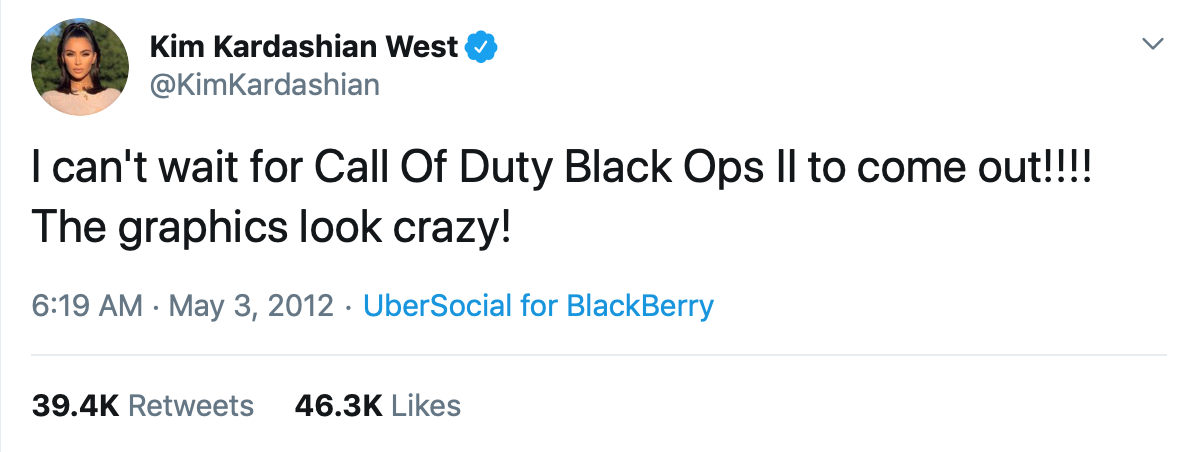 Kim Kardashian West
@KimKardashian
I can't wait for Call Of Duty Black Ops II to come out!!!!
The graphics look crazy!
6:19 AM · May 3, 2012 · UberSocial for BlackBerry
39.4K Retweets 46.3K Likes